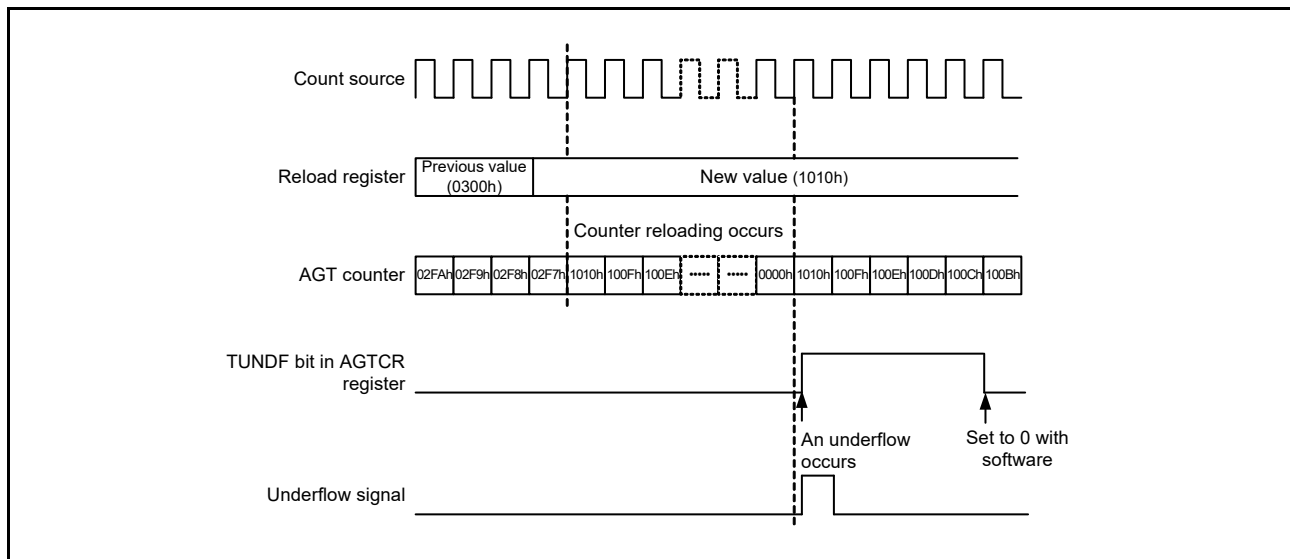 Count source
Reload register
Previous value
(0300h)
New value (1010h)
Counter reloading occurs
AGT counter
02FAh 02F9h 02F8h 02F7h 1010h 100Fh 100Eh ····· ····· 0000h 1010h 100Fh 100Eh 100Dh 100Ch 100Bh
TUNDF bit in AGTCR
register
An underflow
occurs
Set to 0 with
software
Underflow signal